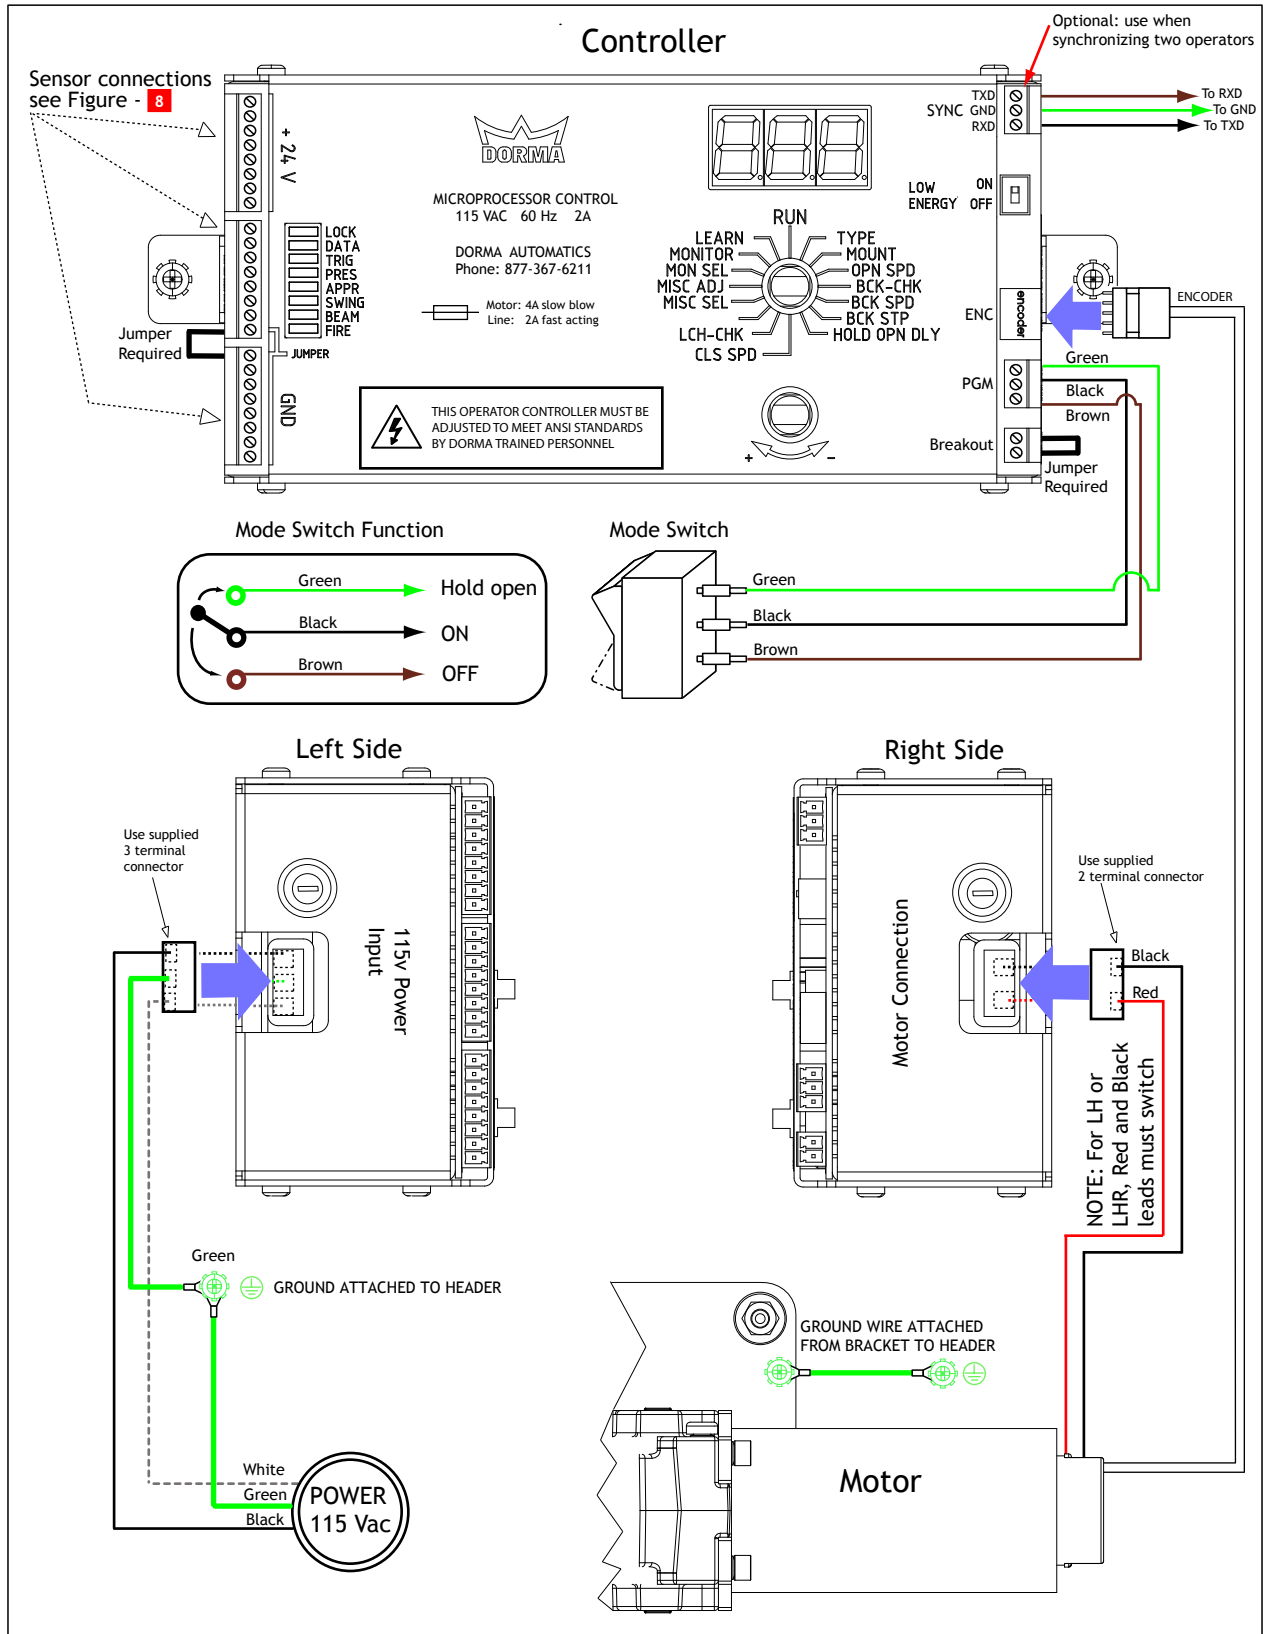 Controller
Optional: use when
synchronizing two operators
Sensor connections
see Figure - 8
+ 24 V
DORMA
MICROPROCESSOR CONTROL
115 VAC 60 Hz 2A
DORMA AUTOMATICS
Phone: 877-367-6211
Motor: 4A slow blow
Line: 2A fast acting
LOCK
DATA
TRIG
PRES
APPR
SWING
BEAM
FIRE
JUMPER
Jumper
Required
GND
THIS OPERATOR CONTROLLER MUST BE
ADJUSTED TO MEET ANSI STANDARDS
BY DORMA TRAINED PERSONNEL
RUN
LEARN
MONITOR
MON SEL
MISC ADJ
MISC SEL
LCH-CHK
CLS SPD
TYPE
MOUNT
OPN SPD
BCK-CHK
BCK SPD
BCK STP
HOLD OPN DLY
+ -
TXD
SYNC GND
RXD
To RXD
To GND
To TXD
LOW ENERGY
ON
OFF
ENC
encoder
ENCODER
PGM
Green
Black
Brown
Breakout
Jumper
Required
Mode Switch Function
Green
Hold open
Black
ON
Brown
OFF
Mode Switch
Green
Black
Brown
Left Side
Use supplied
3 terminal
connector
115v Power
Input
Right Side
Use supplied
2 terminal connector
Motor Connection
Black
Red
NOTE: For LH or
LHR, Red and Black
leads must switch
Green
GROUND ATTACHED TO HEADER
GROUND WIRE ATTACHED
FROM BRACKET TO HEADER
White
Green
Black
POWER
115 Vac
Motor